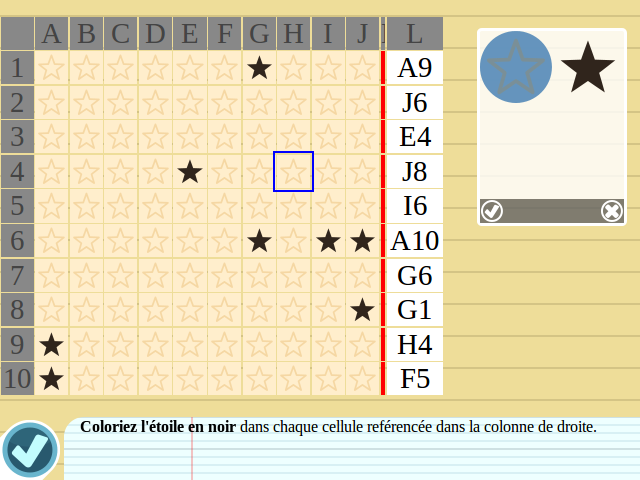 A B C D E F G H I J L
1 A9
2 J6
3 E4
4 J8
5 I6
6 A10
7 G6
8 G1
9 H4
10 F5
Coloriez l'étoile en noir dans chaque cellule référencée dans la colonne de droite.